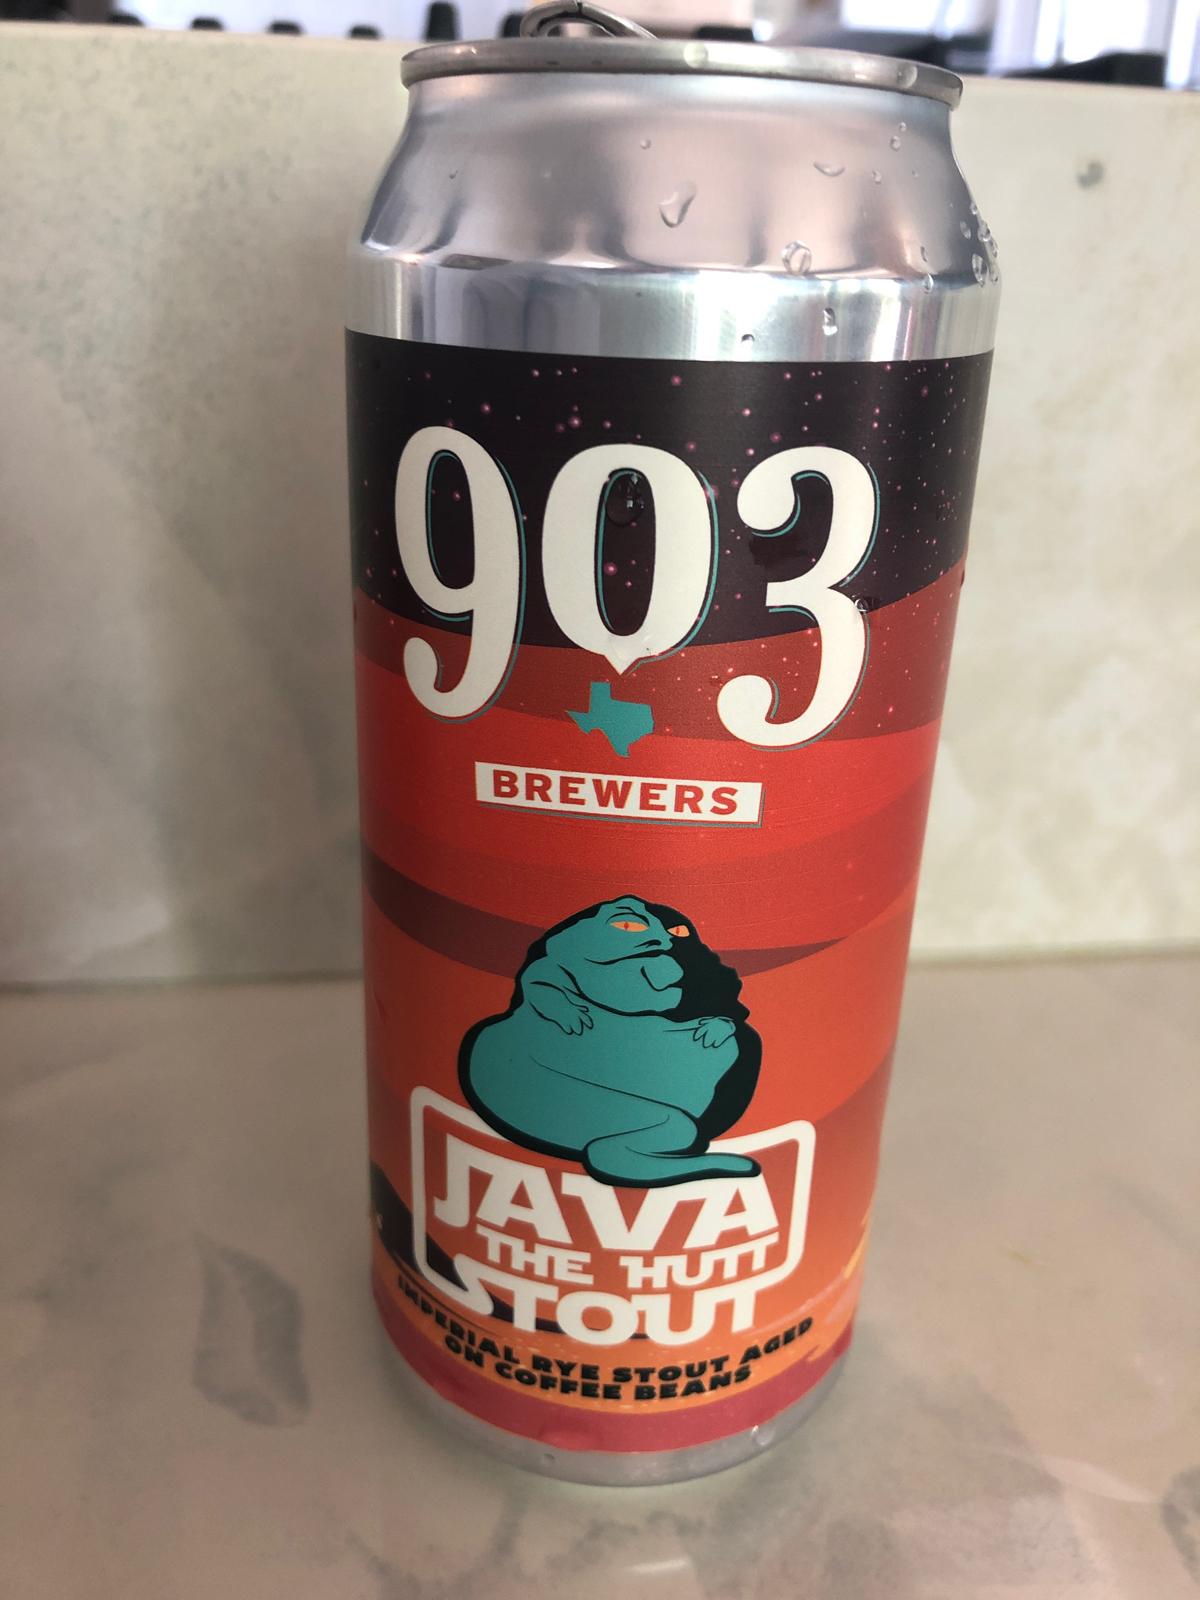 903
BREWERS
JAVA
THE HUTT
STOUT
IMPERIAL RYE STOUT AGED
ON COFFEE BEANS